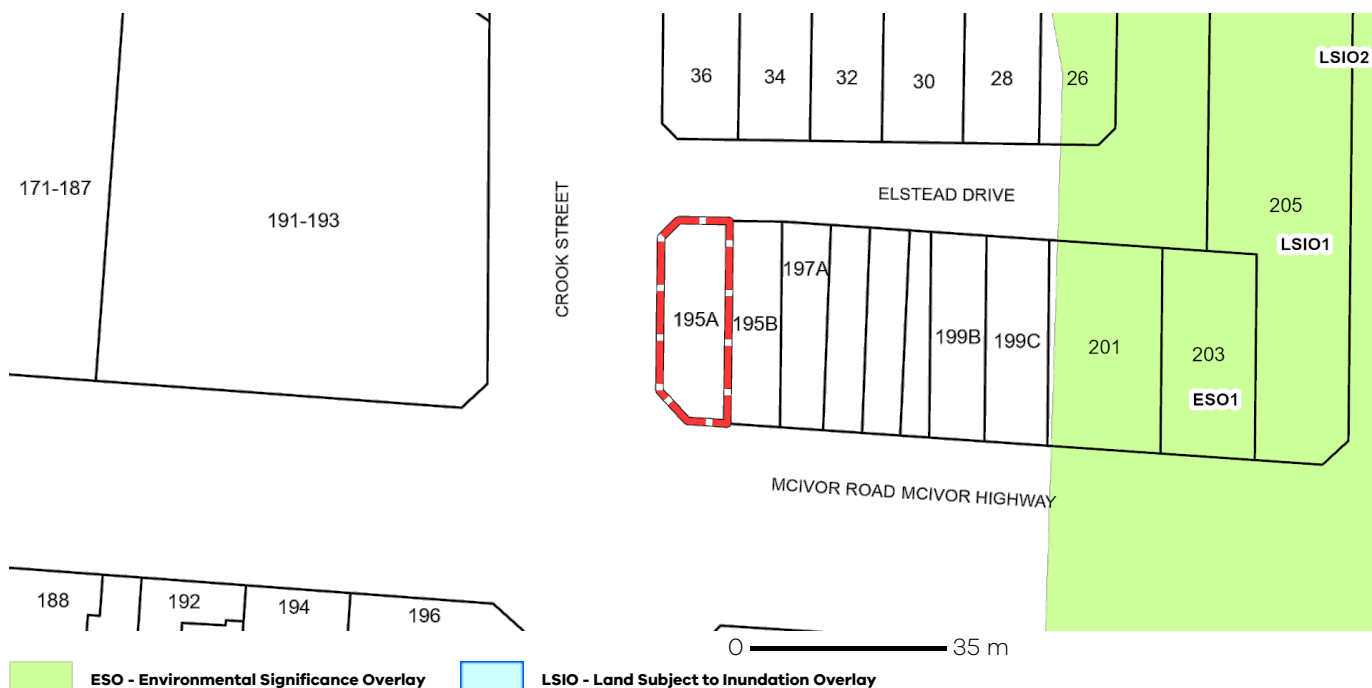 LSIO2
36
34
32
30
28
26
171-187
191-193
CROOK STREET
ELSTEAD DRIVE
205
LSIO1
197A
195A
195B
199B
199C
201
203
ESO1
MCIVOR ROAD MCIVOR HIGHWAY
188
192
194
196
0 35 m
ESO - Environmental Significance Overlay
LSIO - Land Subject to Inundation Overlay